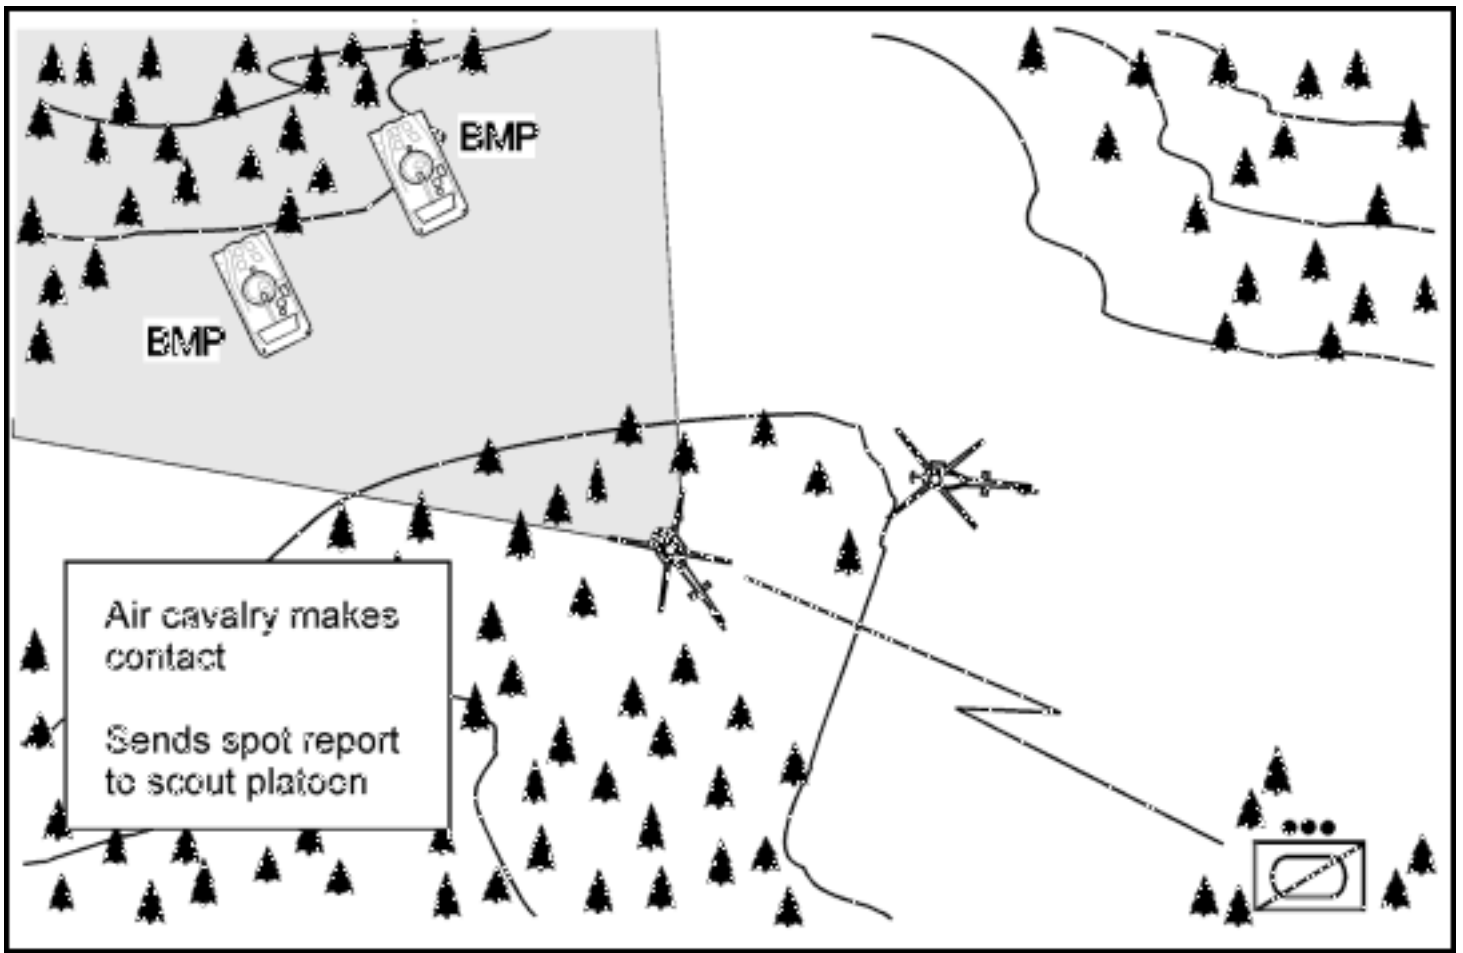 BMP
BMP
Air cavalry makes
contact
Sends spot report
to scout platoon